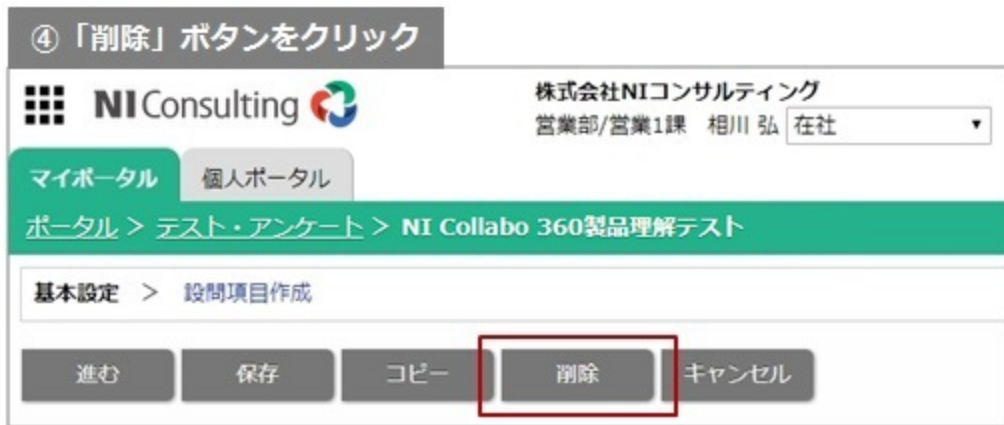 ④「削除」ボタンをクリック
NI Consulting
株式会社NIコンサルティング
営業部/営業1課 相川 弘 在社
マイポータル 個人ポータル
ポータル > テスト・アンケート > NI Collabo 360製品理解テスト
基本設定 > 設問項目作成
進む 保存 コピー 削除 キャンセル